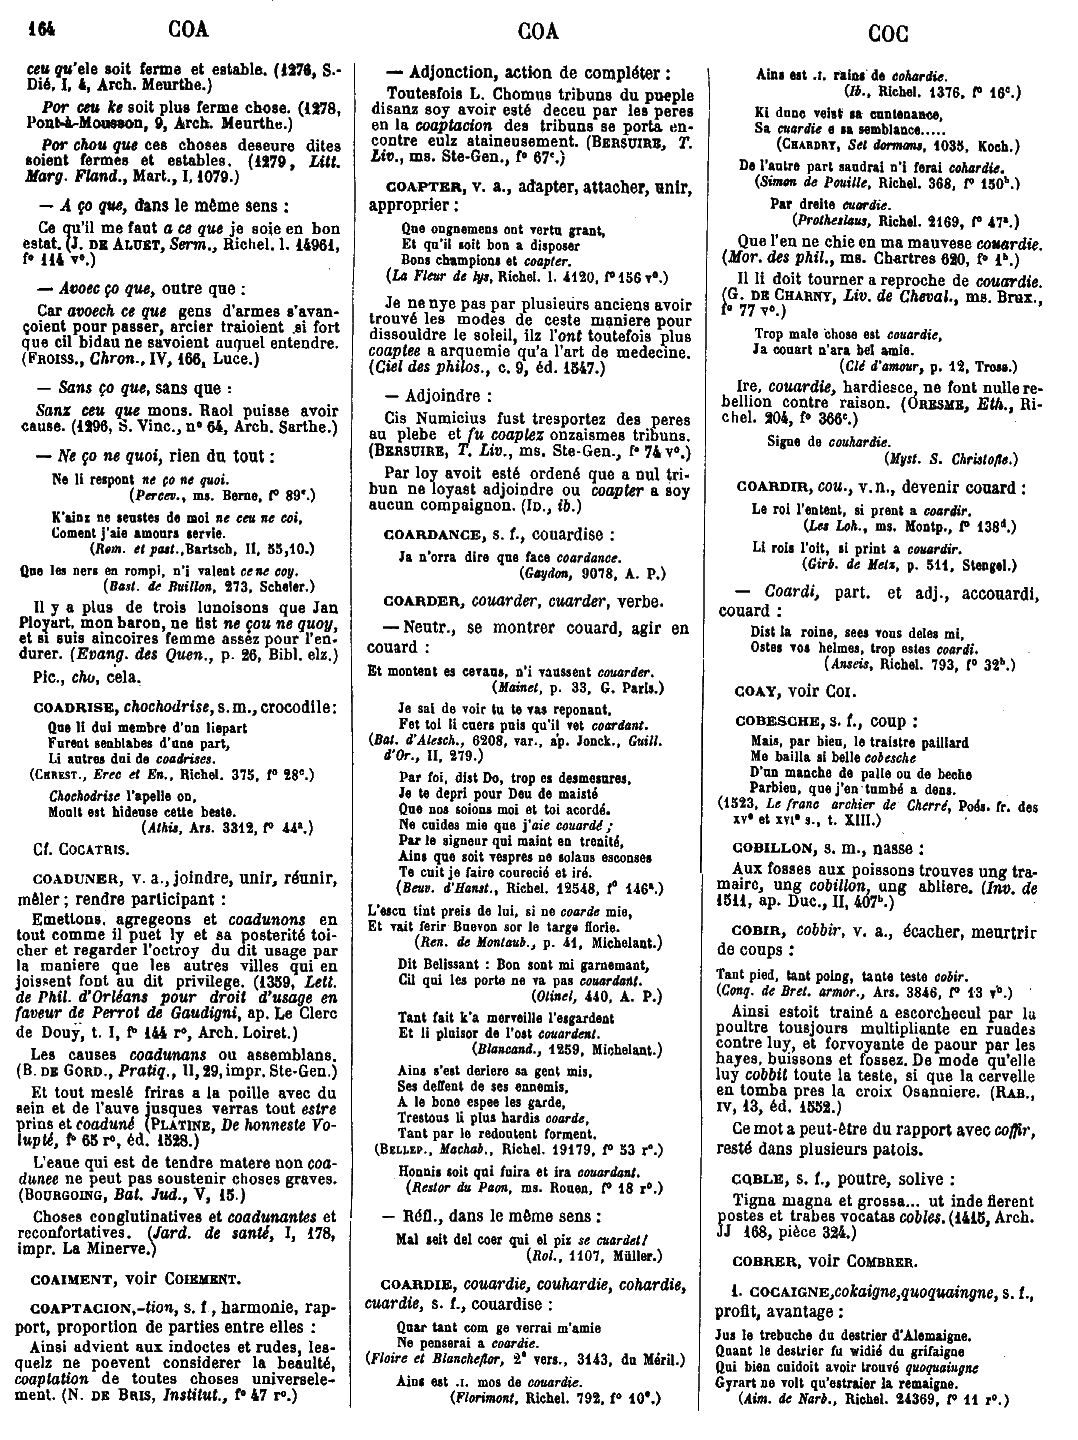 164 COA COA COC
ceu qu'ele soit ferme et estable. (1276, S.-
Dié, I, 4, Arch. Meurthe.)
Por ceu ke soit plus ferme chose. (1278,
Pont-à-Mousson, 9, Arch. Meurthe.)
Por chou que ces choses deseure dites
soient fermes et estables. (1279, Litt.
Marg. Fland., Mart., I, 1079.)
— A ço que, dans le même sens :
Ce qu'il me faut a ce que je soie en bon
estat. (J. DE ALUET, Serm., Richel. l. 14961,
f° 114 v°.)
— Avoec ço que, outre que :
Car avoech ce que gens d'armes s'avan-
çoient pour passer, arcier traioient si fort
que cil bidau ne savoient auquel entendre.
(FROISS., Chron., IV, 166, Luce.)
— Sans ço que, sans que :
Sanz ceu que mons. Raol puisse avoir
cause. (1296, S. Vinc., n° 64, Arch. Sarthe.)
— Ne ço ne quoi, rien du tout :
Ne li respont ne ço ne quoi.
(Percev., ms. Berne, f° 89e.)
K'ainz ne seustes de moi ne ceu ne coi,
Coment j'aie amours servie.
(Rom. et past., Bartsch, II, 55,10.)
Que les ners en rompi, n'i valent ce ne coy.
(Bast. de Buillon, 273, Scheler.)
Il y a plus de trois lunoisons que Jan
Ployart, mon baron, ne fist ne çou ne quoy,
et si suis aincoires femme assez pour l'en-
durer. (Evang. des Quen., p. 26, Bibl. elz.)
Pic., chu, cela.
COADRISE, chochodrise, s. m., crocodile :
Que li dui membre d'un liepart
Furent senblabes d'une part,
Li autres dui de coadrises.
(CHREST., Erec et En., Richel. 375, f° 28c.)
Chochodrise l'apelle on,
Moult est hideuse cette beste.
(Athis, Ars. 3312, f° 44a.)
Cf. COCATRIS.
COADUNER, v. a., joindre, unir, réunir,
mêler ; rendre participant :
Emettons, agregeons et coadunons en
tout comme il puet ly et sa posterité toi-
cher et regarder l'octroy du dit usage par
la maniere que les autres villes qui en
joissent font au dit privilege. (1359, Lett.
de Phil. d'Orléans pour droit d'usage en
faveur de Perrot de Gaudigni, ap. Le Clerc
de Douy, t. I, f° 144 r°, Arch. Loiret.)
Les causes coadunans ou assemblans.
(B. DE GORD., Pratiq., II, 29, impr. Ste-Gen.)
Et tout meslé friras a la poille avec du
sein et de l'auve jusques verras tout estre
prins et coaduné (PLATINE, De honneste Vo-
lupté, f° 65 r°, éd. 1528.)
L'eaue qui est de tendre matere non coa-
dunee ne peut pas soustenir choses graves.
(BOURGOING, Bat. Jud., V, 15.)
Choses conglutinatives et coadunantes et
reconfortatives. (Jard. de santé, I, 178,
impr. La Minerve.)
COAIMENT, voir COIEMENT.
COAPTACION, -tion, s. f , harmonie, rap-
port, proportion de parties entre elles :
Ainsi advient aux indoctes et rudes, les-
quelz ne poevent considerer la beaulté,
coaptation de toutes choses universele-
ment. (N. DE BRIS, Institut., f° 47 r°.)
— Adjonction, action de compléter :
Toutesfois L. Chomus tribuns du pueple
disanz soy avoir esté deceu par les peres
en la coaptacion des tribuns se porta en-
contre eulz ataineusement. (BERSUIRE, T.
Liv., ms. Ste-Gen., f° 67c.)
COAPTER, v. a., adapter, attacher, unir,
approprier :
Que ongnemens ont vertu grant,
Et qu'il soit bon a disposer
Bons champions et coapter.
(La Fleur de lys, Richel. l. 4120, f° 156 v°.)
Je ne nye pas par plusieurs anciens avoir
trouvé les modes de ceste maniere pour
dissouldre le soleil, ilz l'ont toutefois plus
coaptee a arquemie qu'a l'art de medecine.
(Ciel des philos., c. 9, éd. 1547.)
— Adjoindre :
Cis Numicius fust tresportez des peres
au plebe et fu coaptez onzaismes tribuns.
(BERSUIRE, T. Liv., ms. Ste-Gen., f° 74 v°.)
Par loy avoit esté ordené que a nul tri-
bun ne loyast adjoindre ou coapter a soy
aucun compaignon. (ID., ib.)
COARDANCE, s. f., couardise :
Ja n'orra dire que face coardance.
(Gaydon, 9078, A. P.)
COARDER, couarder, cuarder, verbe.
— Neutr., se montrer couard, agir en
couard :
Et montent es cevaus, n'i vaussent couarder.
(Mainet, p. 33, G. Paris.)
Je sai de voir tu te vas reponant,
Fet toi li cuers puis qu'il vet coardant.
(Bat. d'Alesch., 6208, var., ap. Jonck., Guill.
d'Or., II, 279.)
Par foi, dist Do, trop es desmesures,
Je te depri pour Deu de maisté
Que nos soions moi et toi acordé.
Ne cuides mie que j'aie couardé ;
Par le signeur qui maint en trenité,
Ains que soit vespres ne solaus esconses
Te cuit je faire courecié et iré.
(Beuv. d'Hanst., Richel. 12548, f° 146a.)
L'escu tint preis de lui, si ne coarde mie,
Et vait ferir Buevon sor le targe florie.
(Ren. de Montaub., p. 41, Michelant.)
Dit Belissant : Bon sont mi garnemant,
Cil qui les porte ne va pas couardant.
(Otinel, 440, A. P.)
Tant fait k'a merveille l'esgardent
Et li plaisor de l'ost couardent.
(Blancand., 1259, Michelant.)
Ains s'est deriere sa gent mis,
Ses deffent de ses ennemis,
A le bone espee les garde,
Trestous li plus hardis coarde,
Tant par le redoutent forment.
(BELLEP., Machab., Richel. 19179, f° 53 r°.)
Honnis soit qui fuira et ira couardant.
(Restor du Paon, ms. Rouen, f° 18 r°.)
— Réfl., dans le même sens :
Mal seit del coer qui el piz se cuardet!
(Rol., 1107, Müller.)
COARDIE, couardie, couhardie, cohardie,
cuardie, s. f., couardise :
Quar tant com ge verrai m'amie
Ne penserai a coardie.
(Floire et Blancheflor, 2e vers., 3143, du Méril.)
Ains est .I. mos de couardie.
(Florimont, Richel. 792, f° 10e.)
Ains est .I. rains de cohardie.
(Ib., Richel. 1376, f° 16c.)
Ki dunc veist sa cuntenance,
Sa cuardie e sa semblance.....
(CHARDRY, Set dormans, 1035, Koch.)
De l'autre part saudrai n'i ferai cohardie.
(Simon de Pouille, Richel. 368, f° 150b.)
Par dreite cuardie.
(Prothesiaus, Richel. 2169, f° 47a.)
Que l'en ne chie en ma mauvese couardie.
(Mor. des phil., ms. Chartres 620, f° 1b.)
Il li doit tourner a reproche de couardie.
(G. DE CHARNY, Liv. de Cheval., ms. Brux.,
f° 77 v°.)
Trop male chose est couardie,
Ja couart n'ara bel amie.
(Clé d'amour, p. 12, Tross.)
Ire, couardie, hardiesce, ne font nulle re-
bellion contre raison. (ORESME, Eth., Ri-
chel. 204, f° 366c.)
Signe de couhardie.
(Myst. S. Christofle.)
COARDIR, cou., v. n., devenir couard :
Le roi l'entent, si prent a coardir.
(Les Loh., ms. Montp., f° 138d.)
Li rois l'oit, si print a couardir.
(Girb. de Metz, p. 511, Stengel.)
— Coardi, part. et adj., accouardi,
couard :
Dist la roine, sees vous deles mi,
Ostes vos helmes, trop estes coardi.
(Anseis, Richel. 793, f° 32b.)
COAY, voir COI.
COBESCHE, s. f., coup :
Mais, par bieu, le traistre paillard
Me bailla si belle cobesche
D'un manche de palle ou de beche
Parbieu, que j'en tumbé a dens.
(1523, Le franc archier de Cherré, Poés. fr. des
XVe et XVIe s., t. XIII.)
COBILLON, s. m., nasse :
Aux fosses aux poissons trouves ung tra-
maire, ung cobillon, ung abliere. (Inv. de
1511, ap. Duc., II, 407b.)
COBIR, cobbir, v. a., écacher, meurtrir
de coups :
Tant pied, tant poing, tante teste cobir.
(Conq. de Bret. armor., Ars. 3846, f° 13 vb.)
Ainsi estoit trainé a escorchecul par la
poultre tousjours multipliante en ruades
contre luy, et forvoyante de paour par les
hayes, buissons et fossez. De mode qu'elle
luy cobbit toute la teste, si que la cervelle
en tomba pres la croix Osanniere. (RAB.,
IV, 13, éd. 1552.)
Ce mot a peut-être du rapport avec coffir,
resté dans plusieurs patois.
COBLE, s. f., poutre, solive :
Tigna magna et grossa... ut inde fierent
postes et trabes vocatas cobles. (1415, Arch.
JJ 168, pièce 324.)
COBRER, voir COMBRER.
1. COCAIGNE, cokaigne, quoquaingne, s. f.,
profit, avantage :
Jus le trebuche du destrier d'Alemaigne.
Quant le destrier fu widié du grifaigne
Qui bien cuidoit avoir trouvé quoquaingne
Gyrart ne volt qu'estraier la remaigne.
(Aim. de Narb., Richel. 24369, f° 11 r°.)